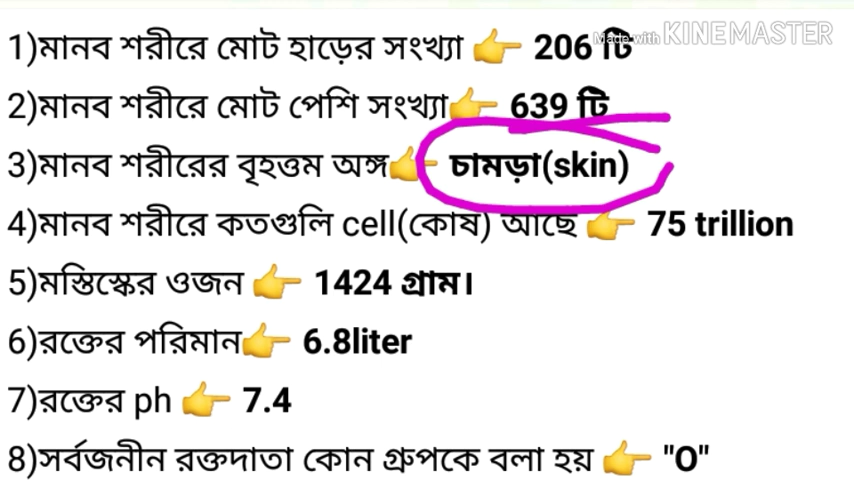 Made with KINEMASTER
1)মানব শরীরে মোট হাড়ের সংখ্যা 👉 206 টি
2)মানব শরীরে মোট পেশি সংখ্যা👉 639 টি
3)মানব শরীরের বৃহত্তম অঙ্গ👉 চামড়া(skin)
4)মানব শরীরে কতগুলি cell(কোষ) আছে 👉 75 trillion
5)মস্তিস্কের ওজন 👉 1424 গ্রাম।
6)রক্তের পরিমান👉 6.8liter
7)রক্তের ph 👉 7.4
8)সর্বজনীন রক্তদাতা কোন গ্রুপকে বলা হয় 👉 "O"